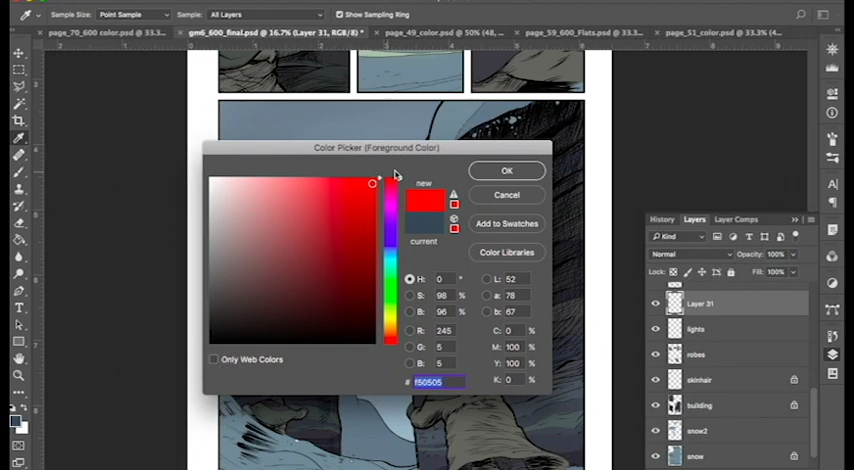 Sample Size: Point Sample Sample: All Layers Show Sampling Ring
page_70_600 color.psd @ 33.3... gm6_600_final.psd @ 16.7% (Layer 31, RGB/8) * page_49_color.psd @ 50% (48, ... page_59_600_Flats.psd @ 33.3... page_51_color.psd @ 33.3% (4...
Color Picker (Foreground Color)
new
current
OK
Cancel
Add to Swatches
Color Libraries
H: 0 ° L: 52
S: 98 % a: 78
B: 96 % b: 67
R: 245 C: 0 %
G: 5 M: 100 %
B: 5 Y: 100 %
# f50505 K: 0 %
Only Web Colors
History Layers Layer Comps
Kind
Normal Opacity: 100%
Lock: Fill: 100%
Layer 31
lights
robes
skinhair
building
snow2
snow